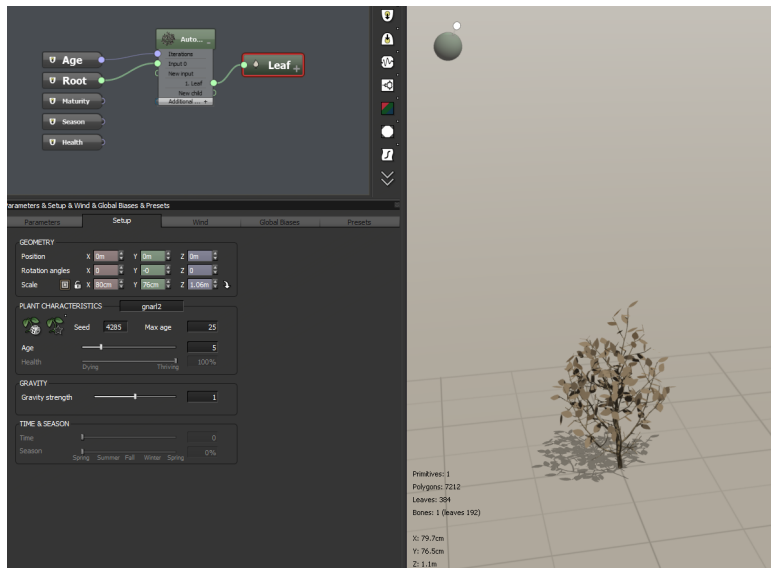 Auto...
Iterations
Input 0
New input
1. Leaf
New child
Additional ... +
Age
Root
Maturity
Season
Health
Leaf
Parameters & Setup & Wind & Global Biases & Presets
Parameters Setup Wind Global Biases Presets
GEOMETRY
Position X 0m Y 0m Z 0m
Rotation angles X 0 Y -0 Z 0
Scale X 80cm Y 76cm Z 1.06m
PLANT CHARACTERISTICS gnarl2
Seed 4285 Max age 25
Age 5
Health 100%
Dying Thriving
GRAVITY
Gravity strength 1
TIME & SEASON
Time 0
Season 0%
Spring Summer Fall Winter Spring
Primitives: 1
Polygons: 7212
Leaves: 384
Bones: 1 (leaves 192)
X: 79.7cm
Y: 76.5cm
Z: 1.1m